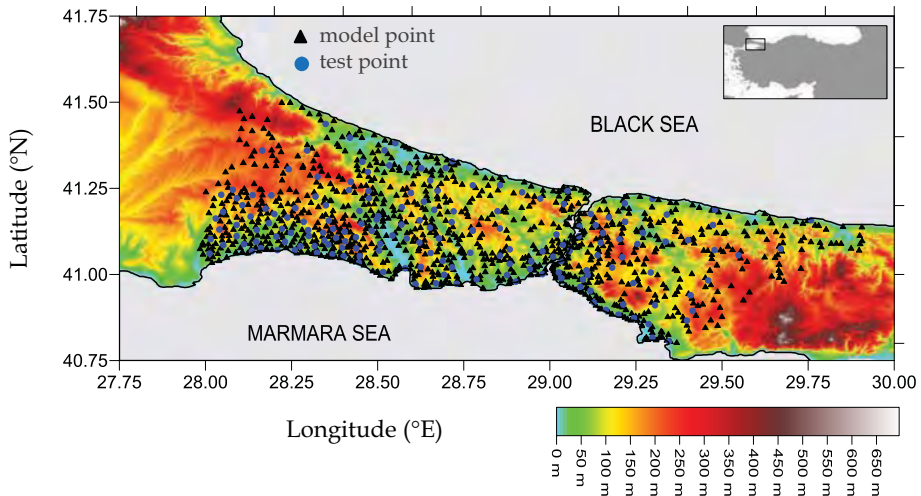 41.75
41.50
41.25
41.00
40.75
Latitude (°N)
model point
test point
BLACK SEA
MARMARA SEA
27.75 28.00 28.25 28.50 28.75 29.00 29.25 29.50 29.75 30.00
Longitude (°E)
0 m 50 m 100 m 150 m 200 m 250 m 300 m 350 m 400 m 450 m 500 m 550 m 600 m 650 m